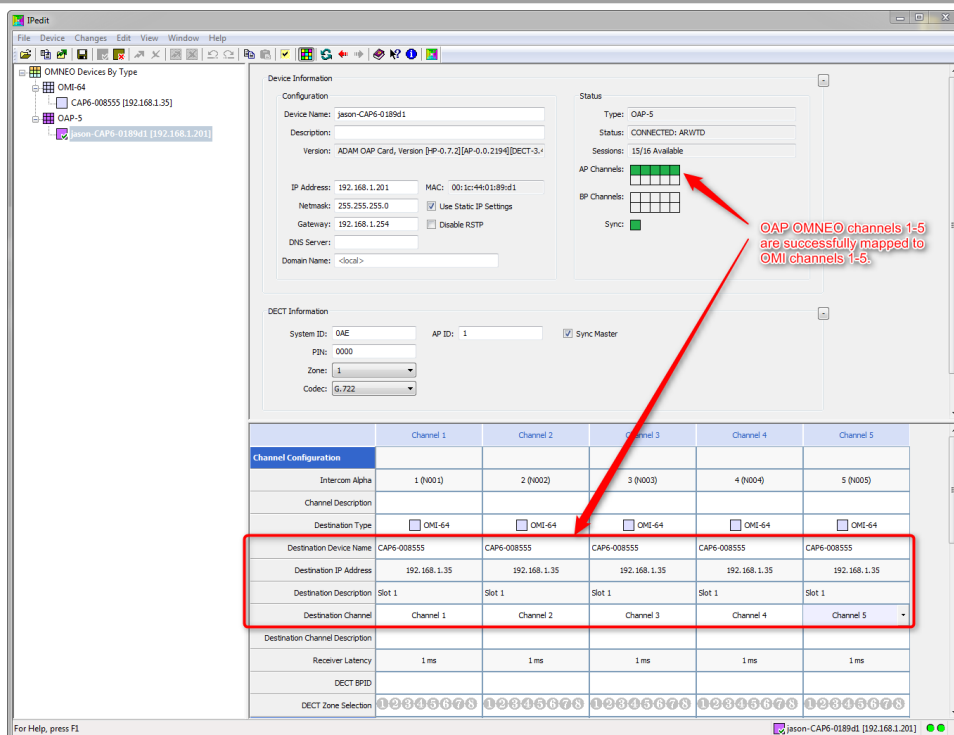 IPedit
File Device Changes Edit View Window Help
OMNEO Devices By Type
OMI-64
CAP6-008555 [192.168.1.35]
OAP-5
jason-CAP6-0189d1 [192.168.1.201]
Device Information
Configuration
Device Name: jason-CAP6-0189d1
Description:
Version: ADAM OAP Card, Version [HP-0.7.2][AP-0.0.2194][DECT-3.
IP Address: 192.168.1.201 MAC: 00:1c:44:01:89:d1
Netmask: 255.255.255.0 Use Static IP Settings
Gateway: 192.168.1.254 Disable RSTP
DNS Server:
Domain Name: <local>
Status
Type: OAP-5
Status: CONNECTED: ARWTD
Sessions: 15/16 Available
AP Channels:
BP Channels:
Sync:
OAP OMNEO channels 1-5
are successfully mapped to
OMI channels 1-5.
DECT Information
System ID: 0AE AP ID: 1 Sync Master
PIN: 0000
Zone: 1
Codec: G.722
Channel 1 Channel 2 Channel 3 Channel 4 Channel 5
Channel Configuration
Intercom Alpha 1 (N001) 2 (N002) 3 (N003) 4 (N004) 5 (N005)
Channel Description
Destination Type OMI-64 OMI-64 OMI-64 OMI-64 OMI-64
Destination Device Name CAP6-008555 CAP6-008555 CAP6-008555 CAP6-008555 CAP6-008555
Destination IP Address 192.168.1.35 192.168.1.35 192.168.1.35 192.168.1.35 192.168.1.35
Destination Description Slot 1 Slot 1 Slot 1 Slot 1 Slot 1
Destination Channel Channel 1 Channel 2 Channel 3 Channel 4 Channel 5
Destination Channel Description
Receiver Latency 1 ms 1 ms 1 ms 1 ms 1 ms
DECT BPID
DECT Zone Selection 12345678 12345678 12345678 12345678 12345678
For Help, press F1
jason-CAP6-0189d1 [192.168.1.201]